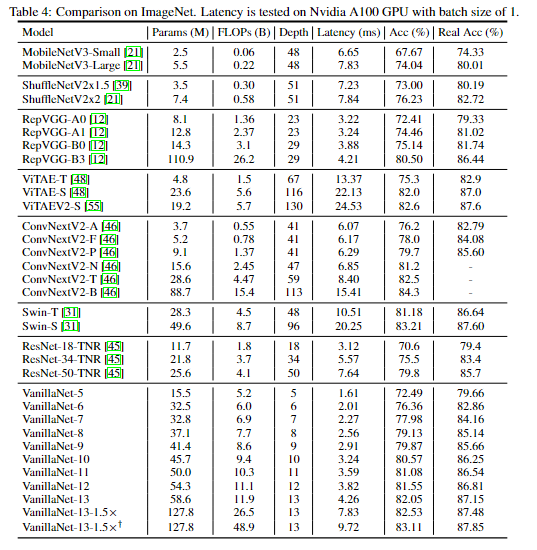 Table 4: Comparison on ImageNet. Latency is tested on Nvidia A100 GPU with batch size of 1.
Model Params (M) FLOPs (B) Depth Latency (ms) Acc (%) Real Acc (%)
MobileNetV3-Small [21] 2.5 0.06 48 6.65 67.67 74.33
MobileNetV3-Large [21] 5.5 0.22 48 7.83 74.04 80.01
ShuffleNetV2x1.5 [39] 3.5 0.30 51 7.23 73.00 80.19
ShuffleNetV2x2 [21] 7.4 0.58 51 7.84 76.23 82.72
RepVGG-A0 [12] 8.1 1.36 23 3.22 72.41 79.33
RepVGG-A1 [12] 12.8 2.37 23 3.24 74.46 81.02
RepVGG-B0 [12] 14.3 3.1 29 3.88 75.14 81.74
RepVGG-B3 [12] 110.9 26.2 29 4.21 80.50 86.44
ViTAE-T [48] 4.8 1.5 67 13.37 75.3 82.9
ViTAE-S [48] 23.6 5.6 116 22.13 82.0 87.0
ViTAEV2-S [55] 19.2 5.7 130 24.53 82.6 87.6
ConvNextV2-A [46] 3.7 0.55 41 6.07 76.2 82.79
ConvNextV2-F [46] 5.2 0.78 41 6.17 78.0 84.08
ConvNextV2-P [46] 9.1 1.37 41 6.29 79.7 85.60
ConvNextV2-N [46] 15.6 2.45 47 6.85 81.2 -
ConvNextV2-T [46] 28.6 4.47 59 8.40 82.5 -
ConvNextV2-B [46] 88.7 15.4 113 15.41 84.3 -
Swin-T [31] 28.3 4.5 48 10.51 81.18 86.64
Swin-S [31] 49.6 8.7 96 20.25 83.21 87.60
ResNet-18-TNR [45] 11.7 1.8 18 3.12 70.6 79.4
ResNet-34-TNR [45] 21.8 3.7 34 5.57 75.5 83.4
ResNet-50-TNR [45] 25.6 4.1 50 7.64 79.8 85.7
VanillaNet-5 15.5 5.2 5 1.61 72.49 79.66
VanillaNet-6 32.5 6.0 6 2.01 76.36 82.86
VanillaNet-7 32.8 6.9 7 2.27 77.98 84.16
VanillaNet-8 37.1 7.7 8 2.56 79.13 85.14
VanillaNet-9 41.4 8.6 9 2.91 79.87 85.66
VanillaNet-10 45.7 9.4 10 3.24 80.57 86.25
VanillaNet-11 50.0 10.3 11 3.59 81.08 86.54
VanillaNet-12 54.3 11.1 12 3.82 81.55 86.81
VanillaNet-13 58.6 11.9 13 4.26 82.05 87.15
VanillaNet-13-1.5× 127.8 26.5 13 7.83 82.53 87.48
VanillaNet-13-1.5×† 127.8 48.9 13 9.72 83.11 87.85